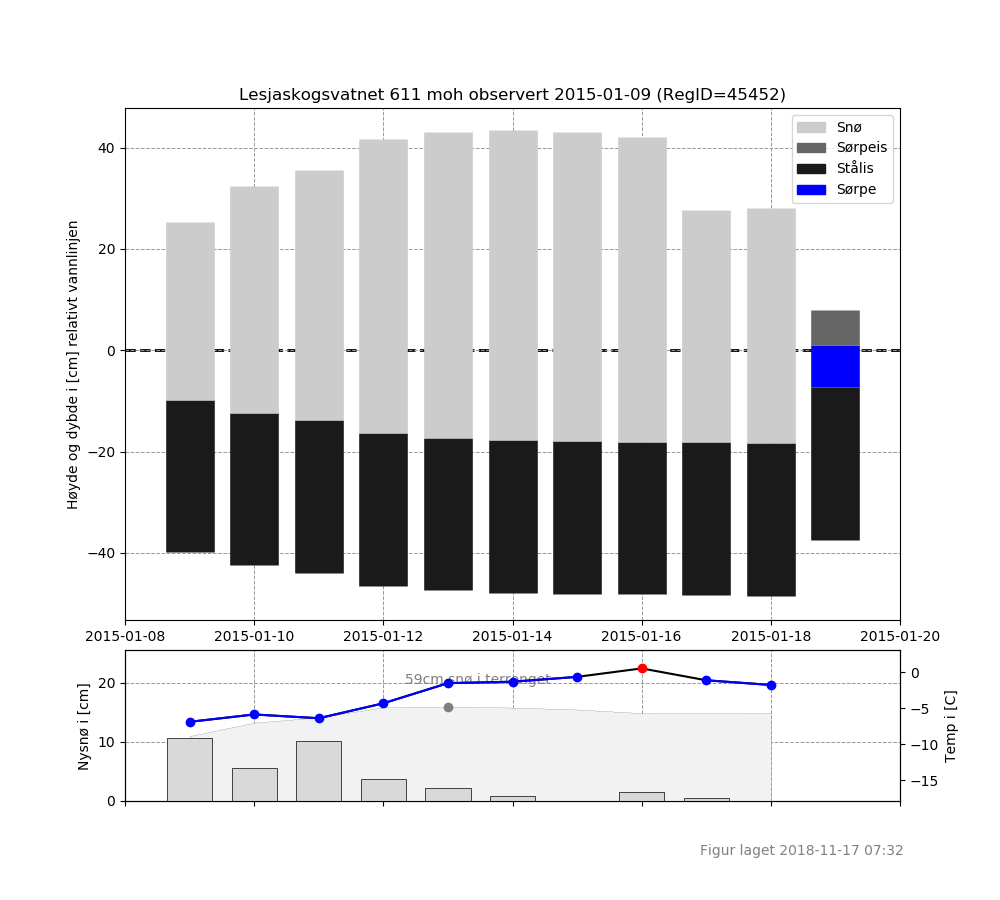 Lesjaskogsvatnet 611 moh observert 2015-01-09 (RegID=45452)
Snø
Sørpeis
Stålis
Sørpe
40
20
0
−20
−40
Høyde og dybde i [cm] relativt vannlinjen
2015-01-08 2015-01-10 2015-01-12 2015-01-14 2015-01-16 2015-01-18 2015-01-20
59cm snø i terrenget
20
10
0
Nysnø i [cm]
0
−5
−10
−15
Temp i [C]
Figur laget 2018-11-17 07:32